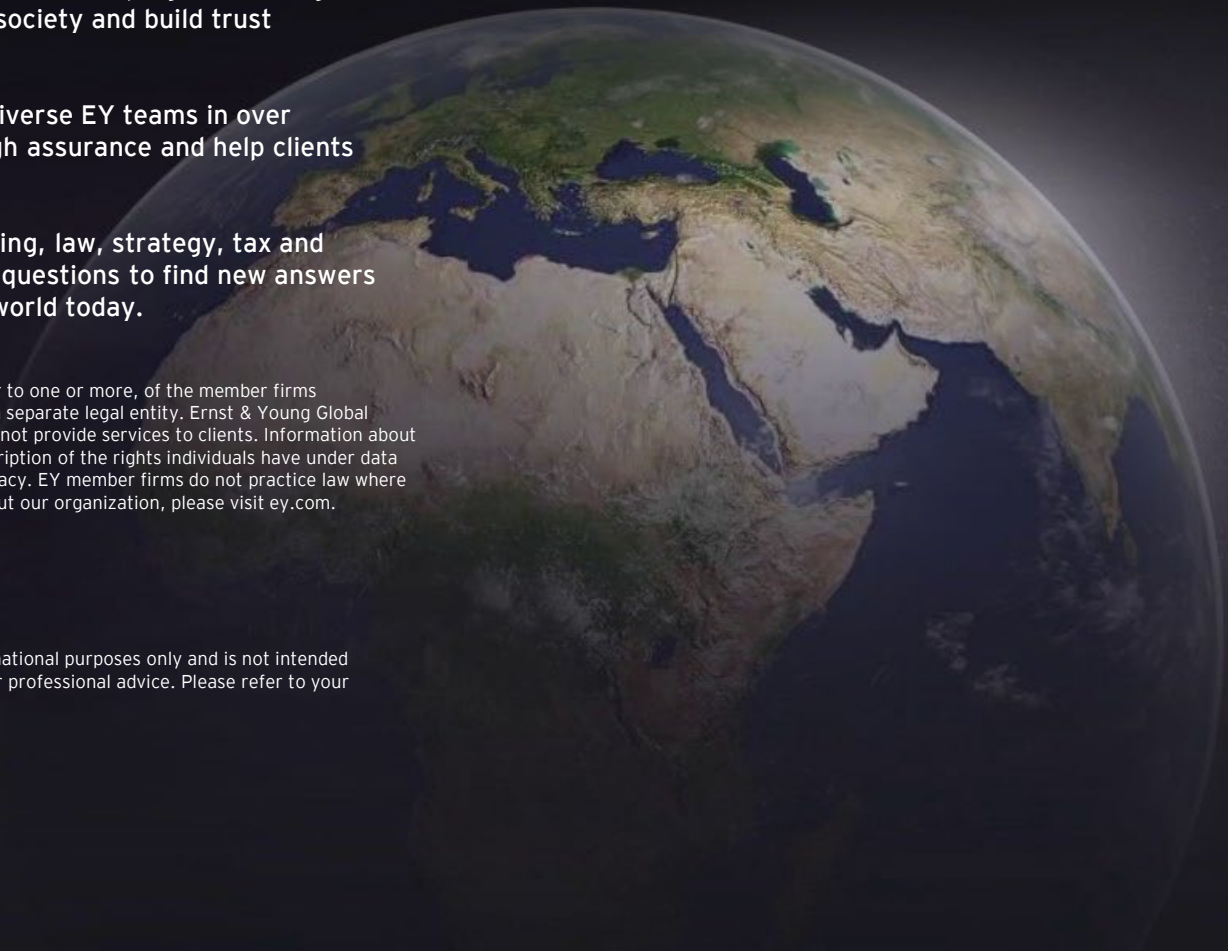 society and build trust
iverse EY teams in over
gh assurance and help clients
ing, law, strategy, tax and
questions to find new answers
world today.
r to one or more, of the member firms
separate legal entity. Ernst & Young Global
not provide services to clients. Information about
ription of the rights individuals have under data
acy. EY member firms do not practice law where
ut our organization, please visit ey.com.
national purposes only and is not intended
r professional advice. Please refer to your